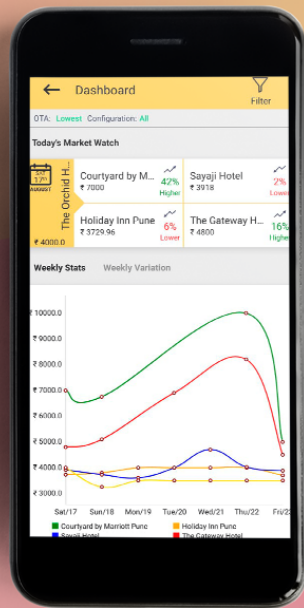 Dashboard
Filter
OTA: Lowest Configuration: All
Today's Market Watch
17th
AUGUST
The Orchid H...
₹ 4000.0
Courtyard by M...
₹ 7000
42%
Higher
Sayaji Hotel
₹ 3918
2%
Lower
Holiday Inn Pune
₹ 3729.96
6%
Lower
The Gateway H...
₹ 4800
16%
Higher
Weekly Stats Weekly Variation
₹ 10000.0
₹ 9000.0
₹ 8000.0
₹ 7000.0
₹ 6000.0
₹ 5000.0
₹ 4000.0
₹ 3000.0
Sat/17 Sun/18 Mon/19 Tue/20 Wed/21 Thu/22 Fri/23
Courtyard by Marriott Pune Holiday Inn Pune
Sayaji Hotel The Gateway Hotel